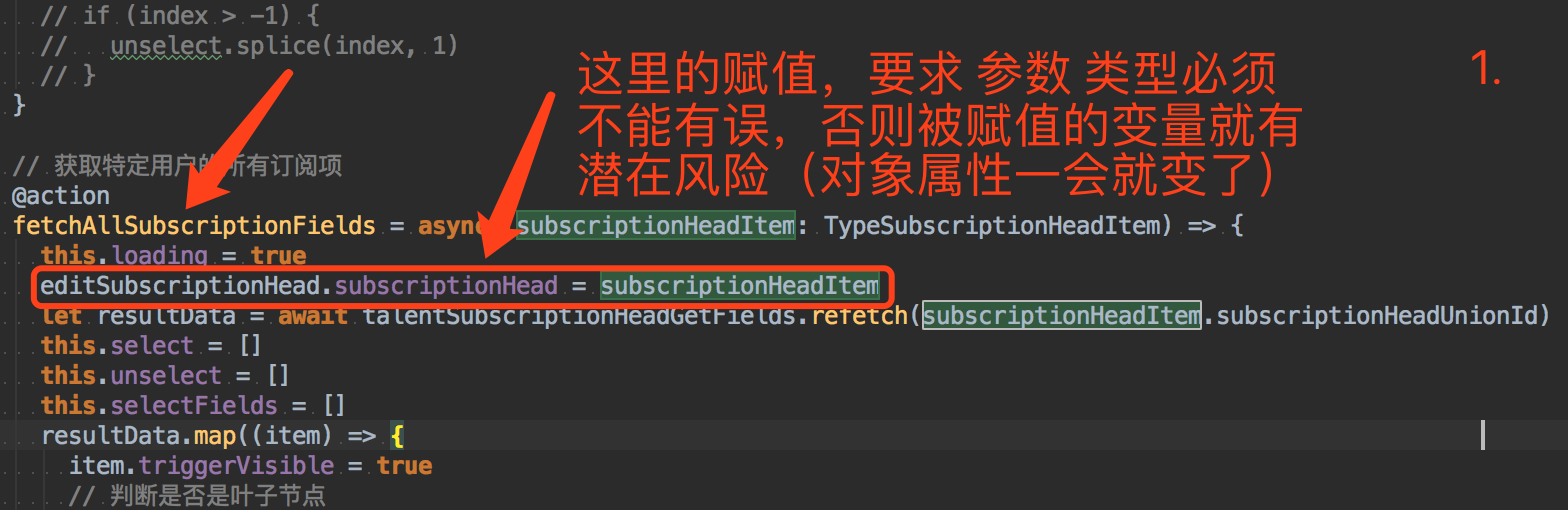 // if (index > -1) {
//   unselect.splice(index, 1)
// }
}
这里的赋值，要求 参数 类型必须
不能有误，否则被赋值的变量就有
潜在风险（对象属性一会就变了）
1.
// 获取特定用户的所有订阅项
@action
fetchAllSubscriptionFields = async subscriptionHeadItem: TypeSubscriptionHeadItem) => {
this.loading = true
editSubscriptionHead.subscriptionHead = subscriptionHeadItem
let resultData = await talentSubscriptionHeadGetFields.refetch(subscriptionHeadItem.subscriptionHeadUnionId)
this.select = []
this.unselect = []
this.selectFields = []
resultData.map((item) => {
item.triggerVisible = true
// 判断是否是叶子节点